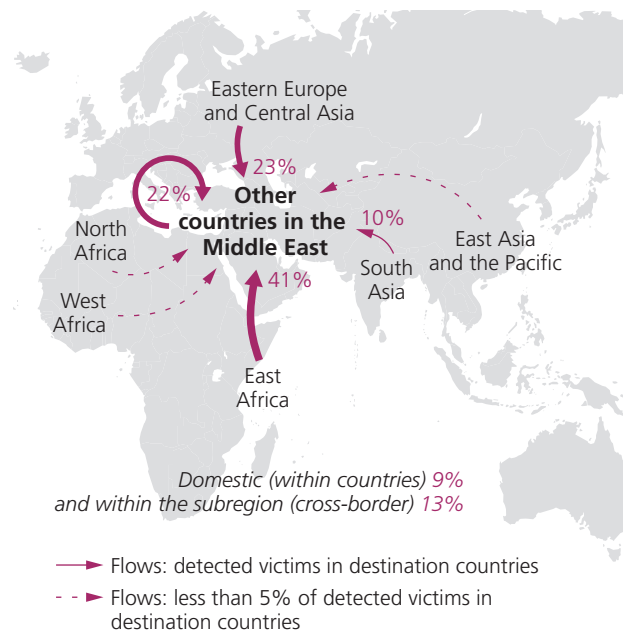 Eastern Europe
and Central Asia
23%
22%
Other
countries in the
Middle East
10%
North
Africa
East Asia
and the Pacific
South
Asia
41%
West
Africa
East
Africa
Domestic (within countries) 9%
and within the subregion (cross-border) 13%
Flows: detected victims in destination countries
Flows: less than 5% of detected victims in
destination countries